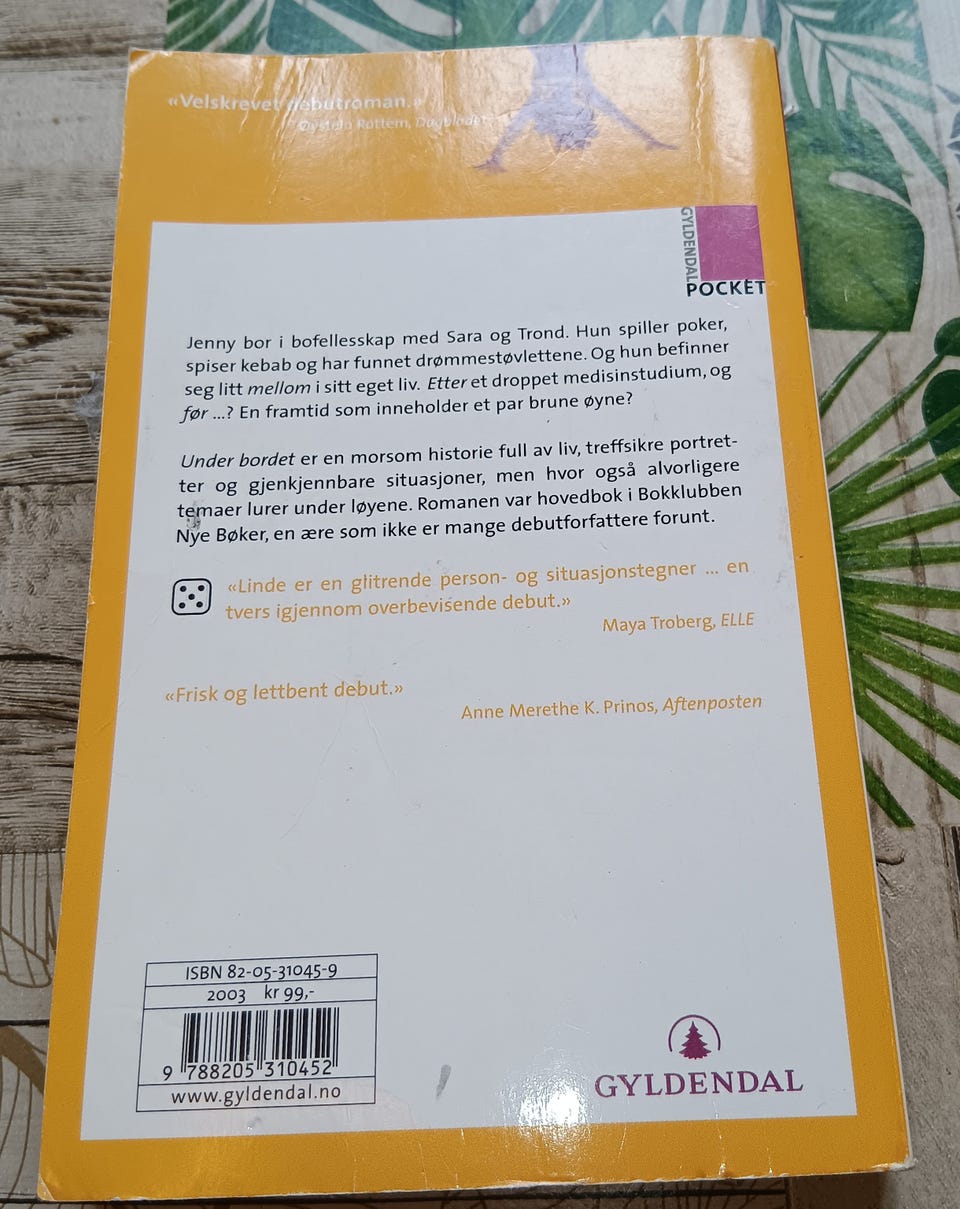 «Velskrevet debutroman.»
Øystein Rottem, Dagbladet
GYLDENDAL
POCKET
Jenny bor i bofellesskap med Sara og Trond. Hun spiller poker,
spiser kebab og har funnet drømmestøvlettene. Og hun befinner
seg litt mellom i sitt eget liv. Etter et droppet medisinstudium, og
før ...? En framtid som inneholder et par brune øyne?
Under bordet er en morsom historie full av liv, treffsikre portret-
ter og gjenkjennbare situasjoner, men hvor også alvorligere
temaer lurer under løyene. Romanen var hovedbok i Bokklubben
Nye Bøker, en ære som ikke er mange debutforfattere forunt.
«Linde er en glitrende person- og situasjonstegner ... en
tvers igjennom overbevisende debut.»
Maya Troberg, ELLE
«Frisk og lettbent debut.»
Anne Merethe K. Prinos, Aftenposten
ISBN 82-05-31045-9
2003 kr 99,-
9 788205 310452
www.gyldendal.no
GYLDENDAL